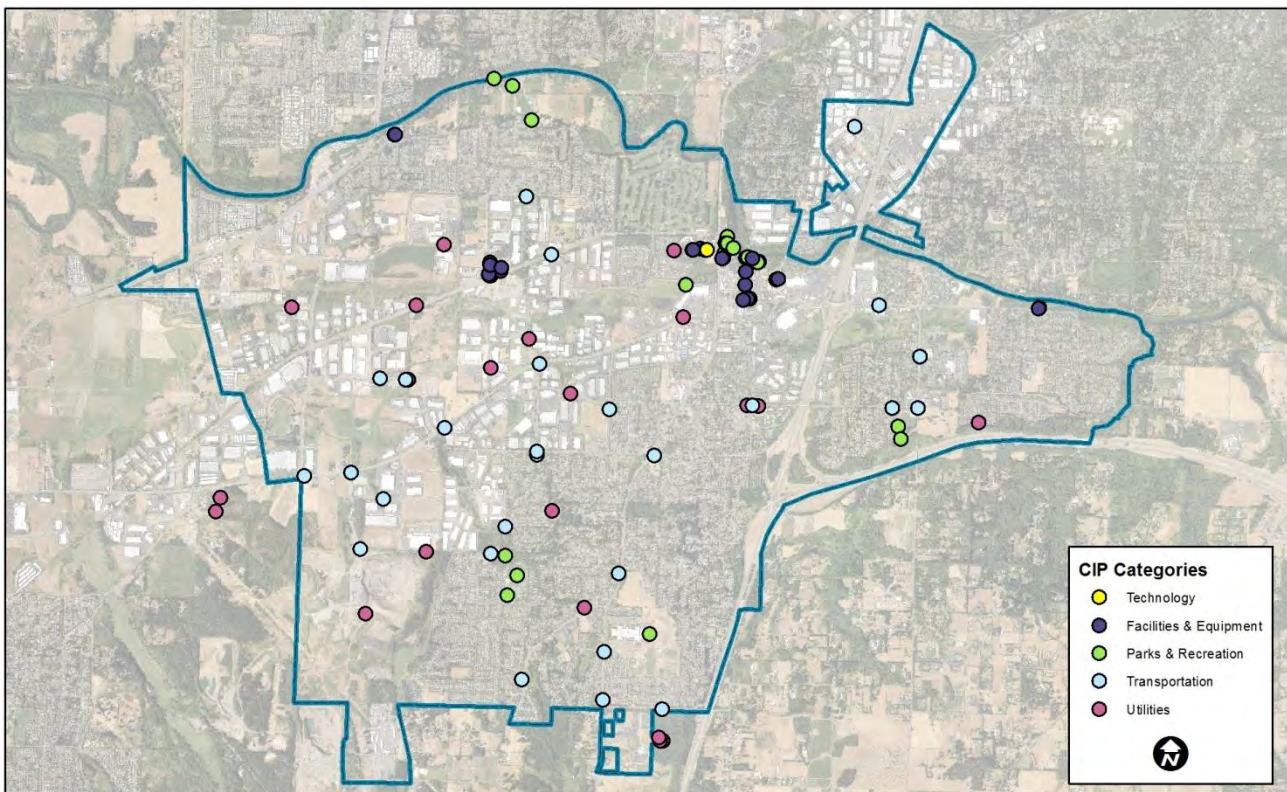 CIP Categories
Technology
Facilities & Equipment
Parks & Recreation
Transportation
Utilities
N